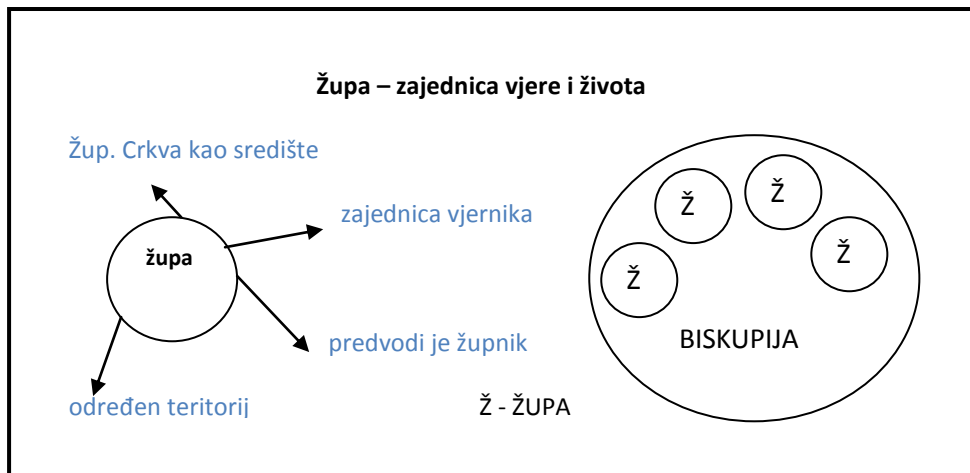 Župa – zajednica vjere i života
Žup. Crkva kao središte
zajednica vjernika
župa
predvodi je župnik
određen teritorij
Ž
Ž
Ž
Ž
BISKUPIJA
Ž - ŽUPA